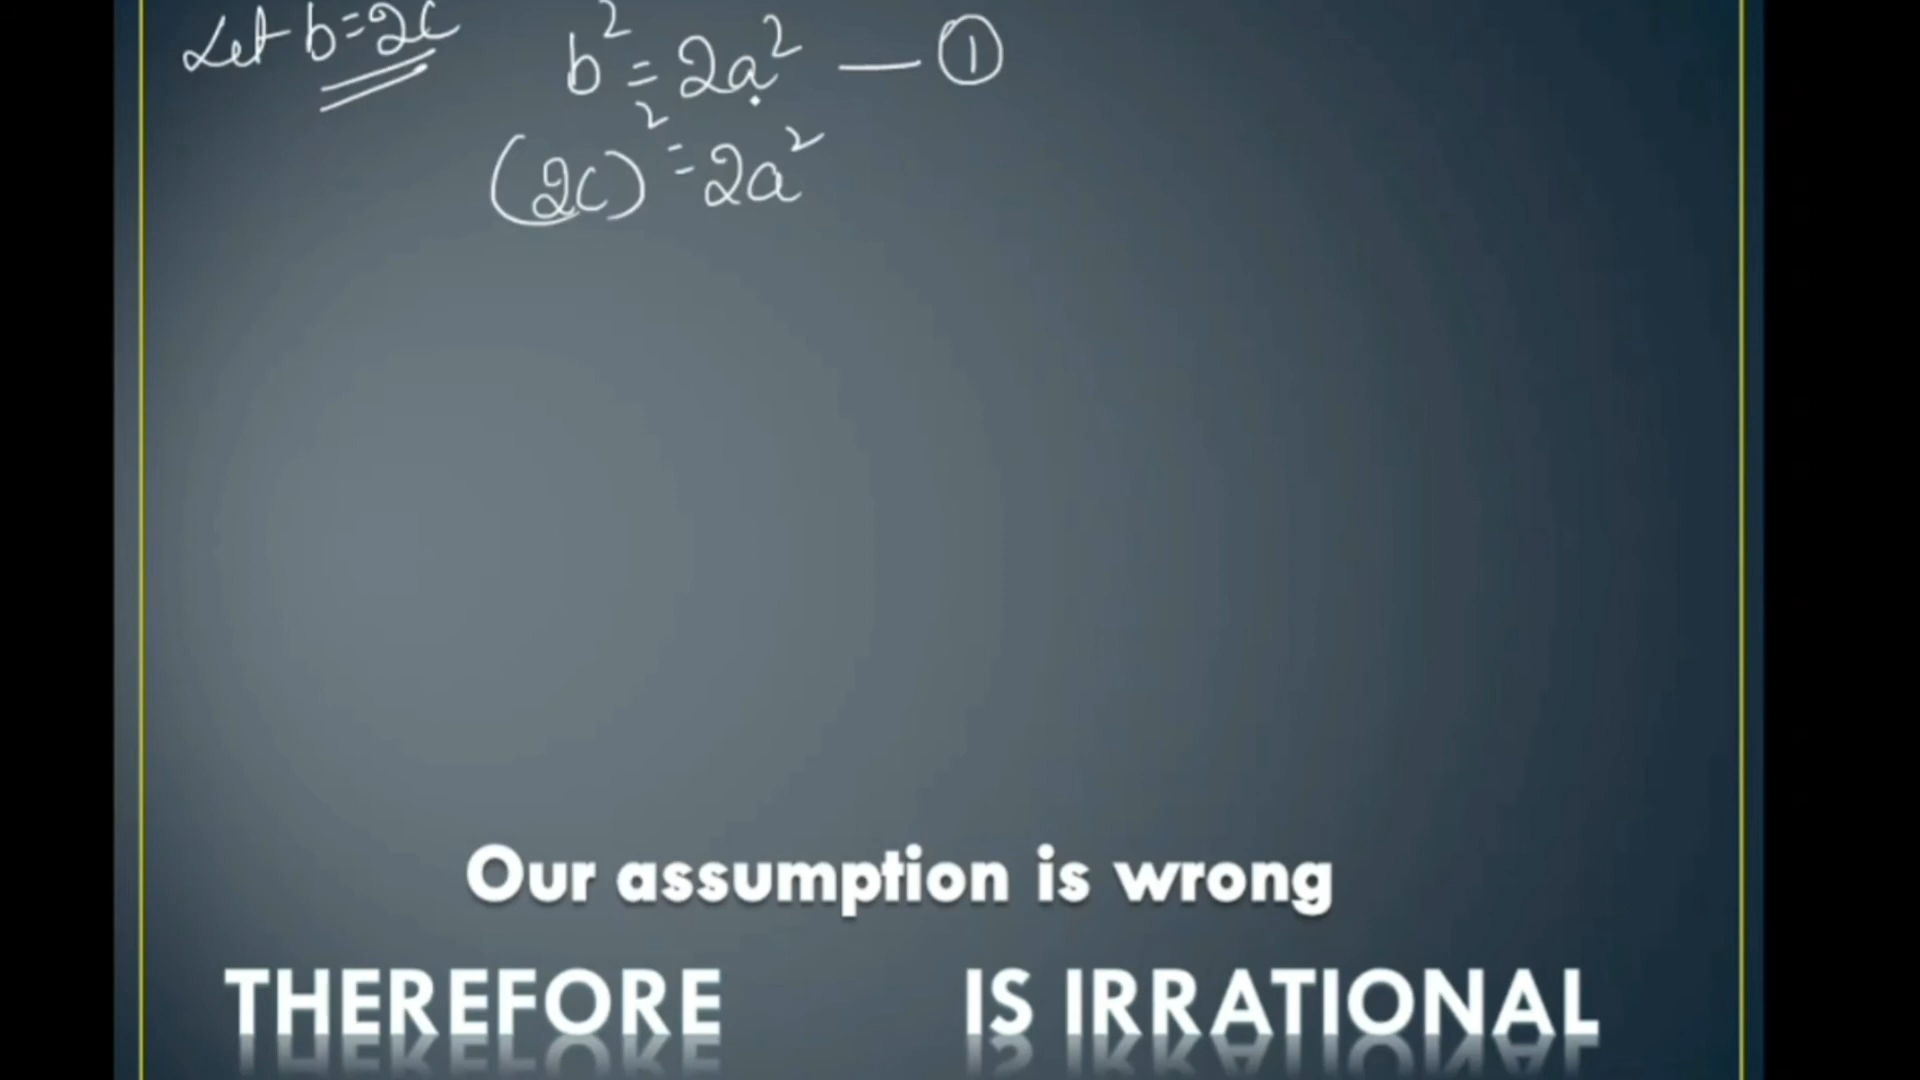 Let b=2c
b² = 2a² — ①
(2c)² = 2a²
Our assumption is wrong
THEREFORE IS IRRATIONAL